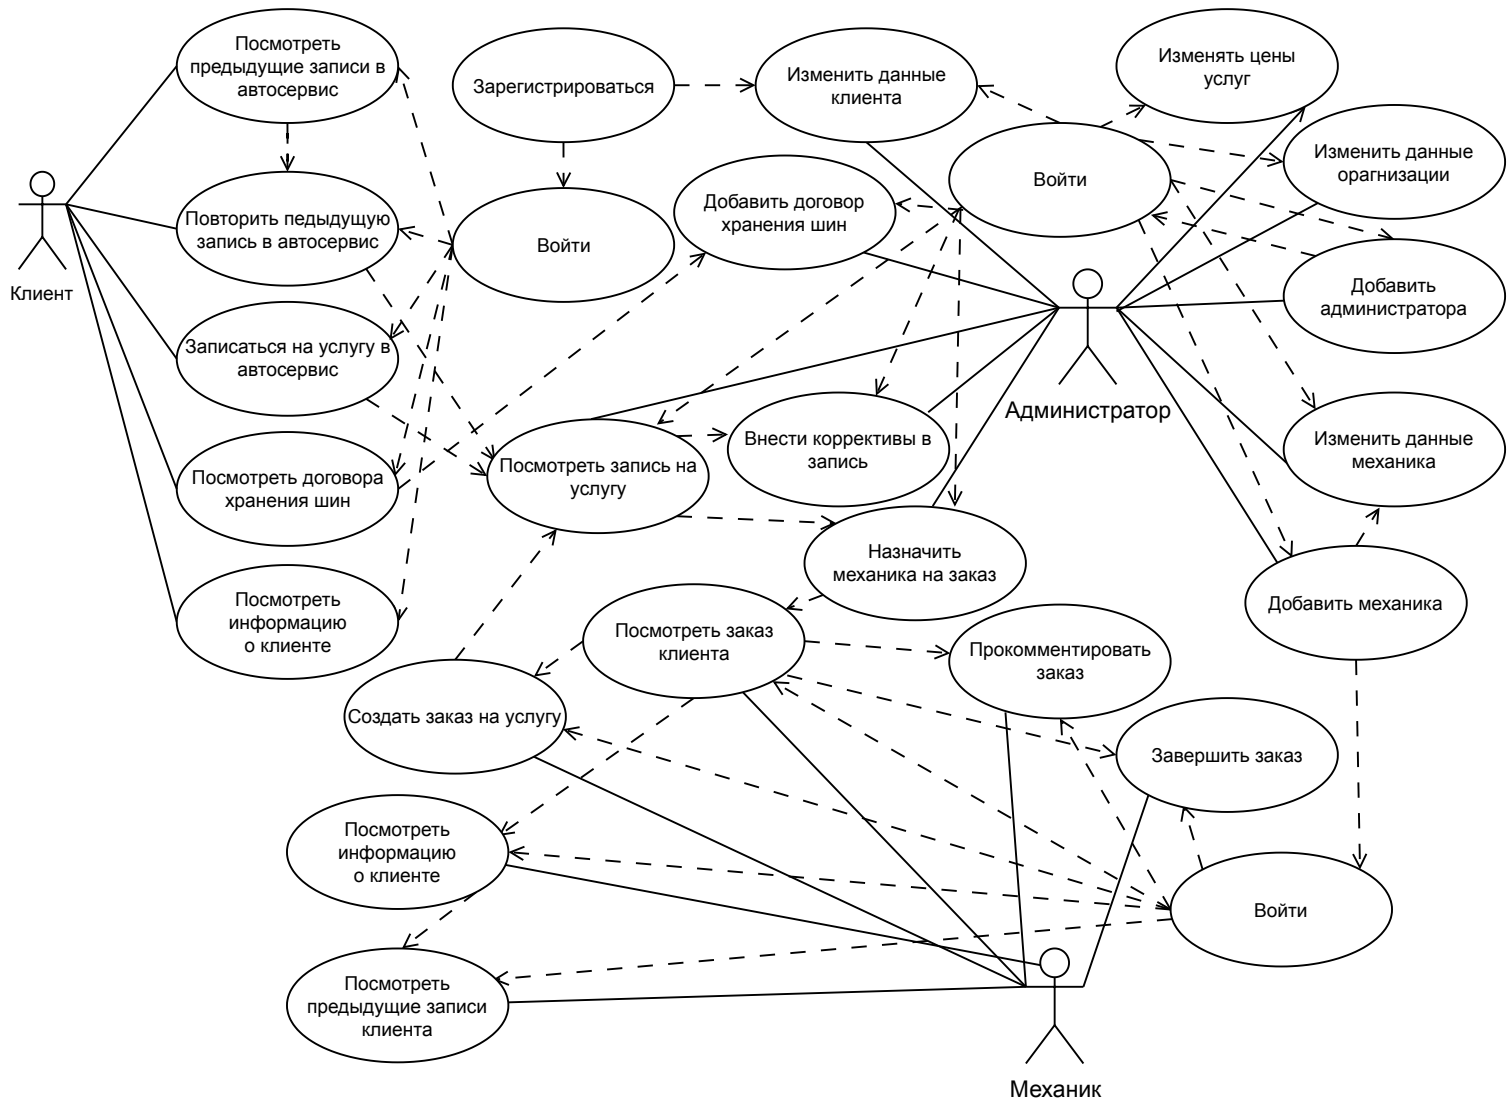 Посмотреть
предыдущие записи в
автосервис
Зарегистрироваться
Изменить данные
клиента
Изменять цены
услуг
Изменить данные
орагнизации
Войти
Добавить договор
хранения шин
Повторить педыдущую
запись в автосервис
Войти
Клиент
Добавить
администратора
Записаться на услугу в
автосервис
Администратор
Внести коррективы в
запись
Изменить данные
механика
Посмотреть запись на
услугу
Посмотреть договора
хранения шин
Назначить
механика на заказ
Посмотреть
информацию
о клиенте
Добавить механика
Посмотреть заказ
клиента
Прокомментировать
заказ
Создать заказ на услугу
Завершить заказ
Посмотреть
информацию
о клиенте
Войти
Посмотреть
предыдущие записи
клиента
Механик